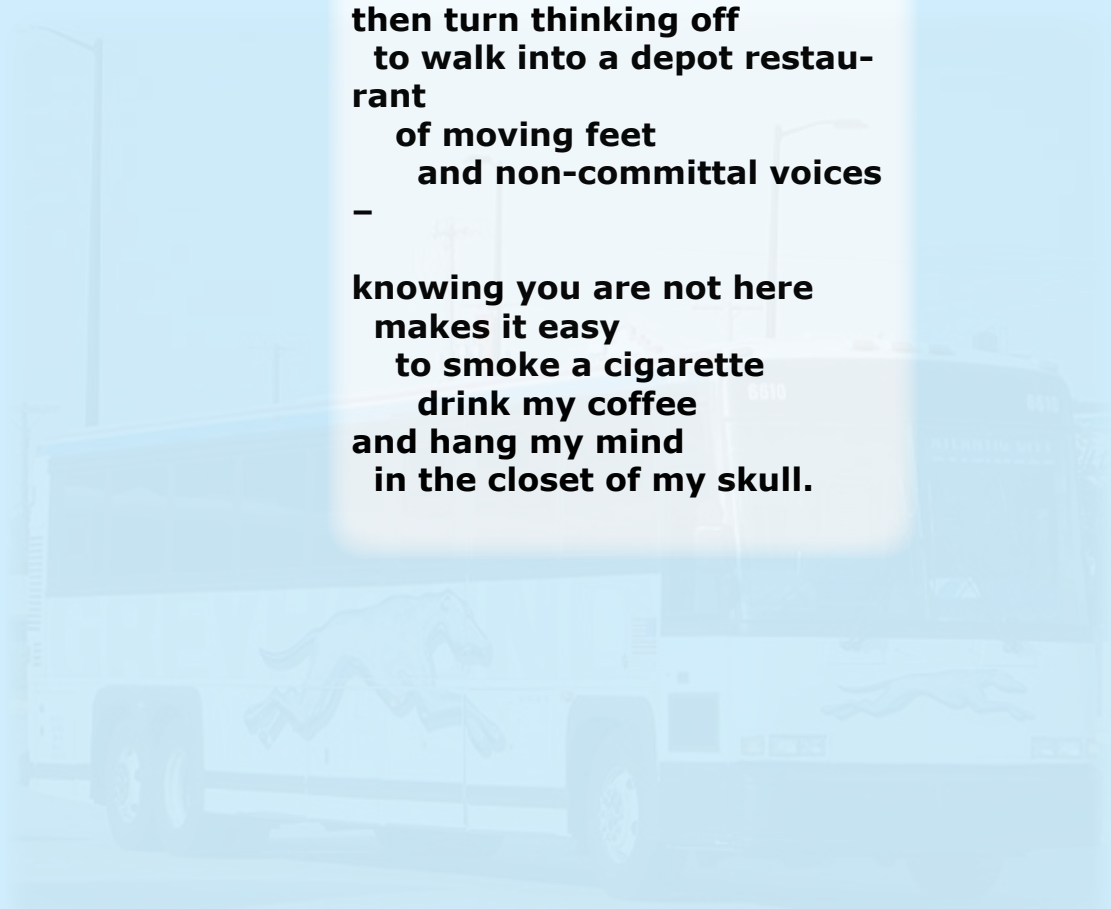 then turn thinking off
to walk into a depot restau-
rant
of moving feet
and non-committal voices
–
knowing you are not here
makes it easy
to smoke a cigarette
drink my coffee
and hang my mind
in the closet of my skull.
6810